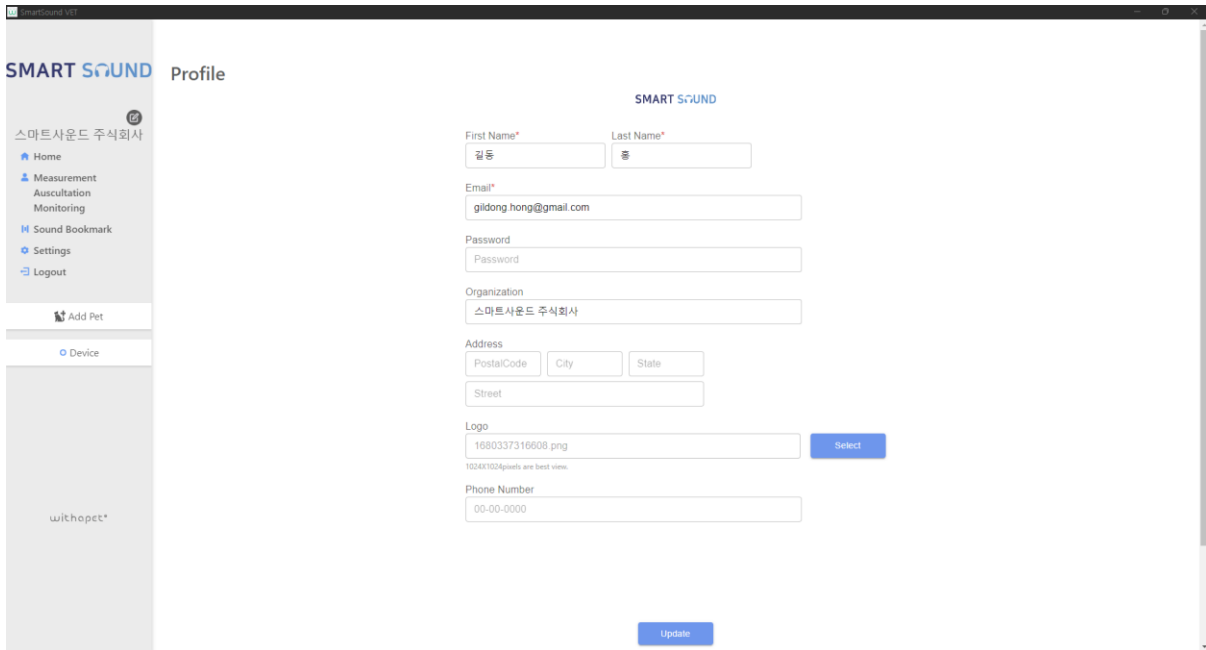 SmartSound VET
SMART SOUND
스마트사운드 주식회사
Home
Measurement
Auscultation
Monitoring
Sound Bookmark
Settings
Logout
Add Pet
Device
withapet+
Profile
SMART SOUND
First Name* Last Name*
길동 홍
Email*
gildong.hong@gmail.com
Password
Password
Organization
스마트사운드 주식회사
Address
PostalCode City State
Street
Logo
1680337316608.png Select
1024X1024pixels are best view.
Phone Number
00-00-0000
Update